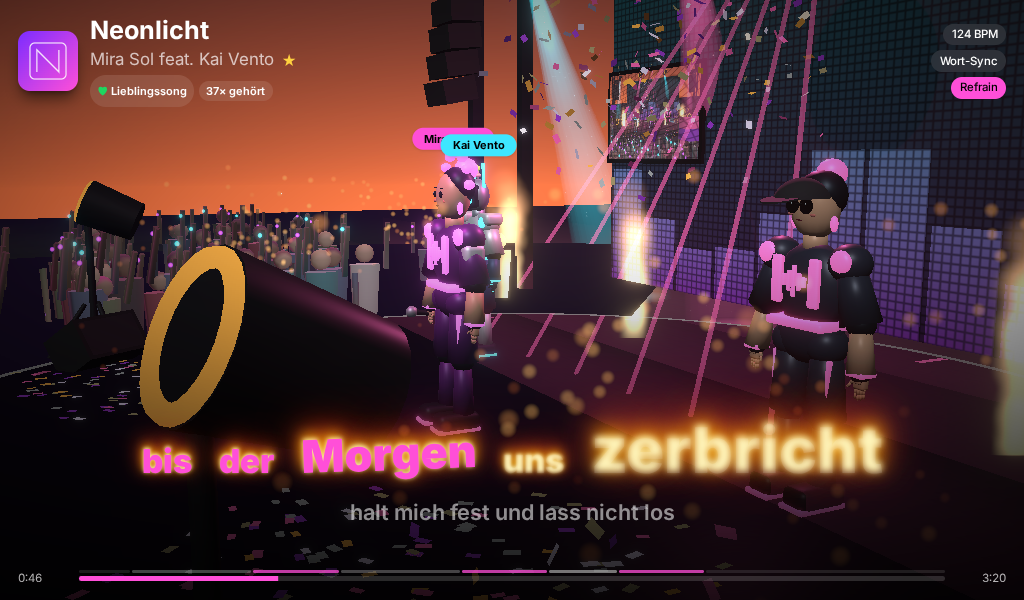 Neonlicht
Mira Sol feat. Kai Vento ★
Lieblingssong
37× gehört
124 BPM
Wort-Sync
Refrain
Kai Vento
bis der Morgen uns zerbricht
halt mich fest und lass nicht los
0:46
3:20